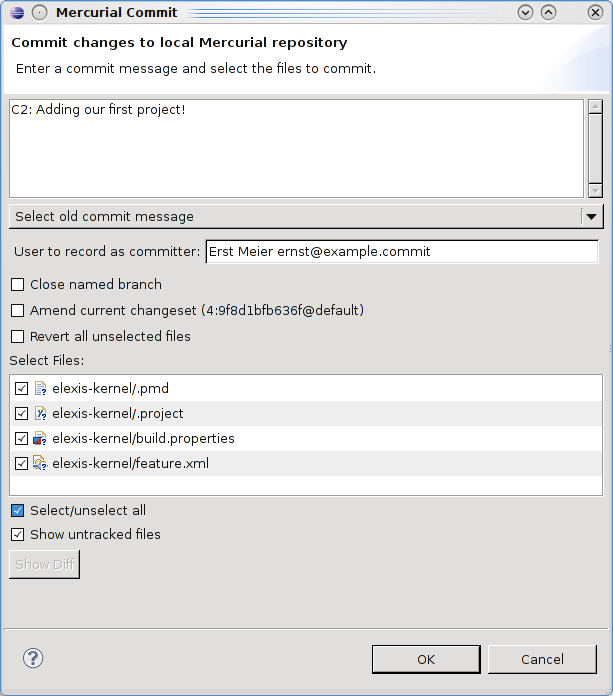 Mercurial Commit
Commit changes to local Mercurial repository
Enter a commit message and select the files to commit.
C2: Adding our first project!
Select old commit message
User to record as committer: Erst Meier ernst@example.commit
Close named branch
Amend current changeset (4:9f8d1bfb636f@default)
Revert all unselected files
Select Files:
elexis-kernel/.pmd
elexis-kernel/.project
elexis-kernel/build.properties
elexis-kernel/feature.xml
Select/unselect all
Show untracked files
Show Diff
? OK Cancel